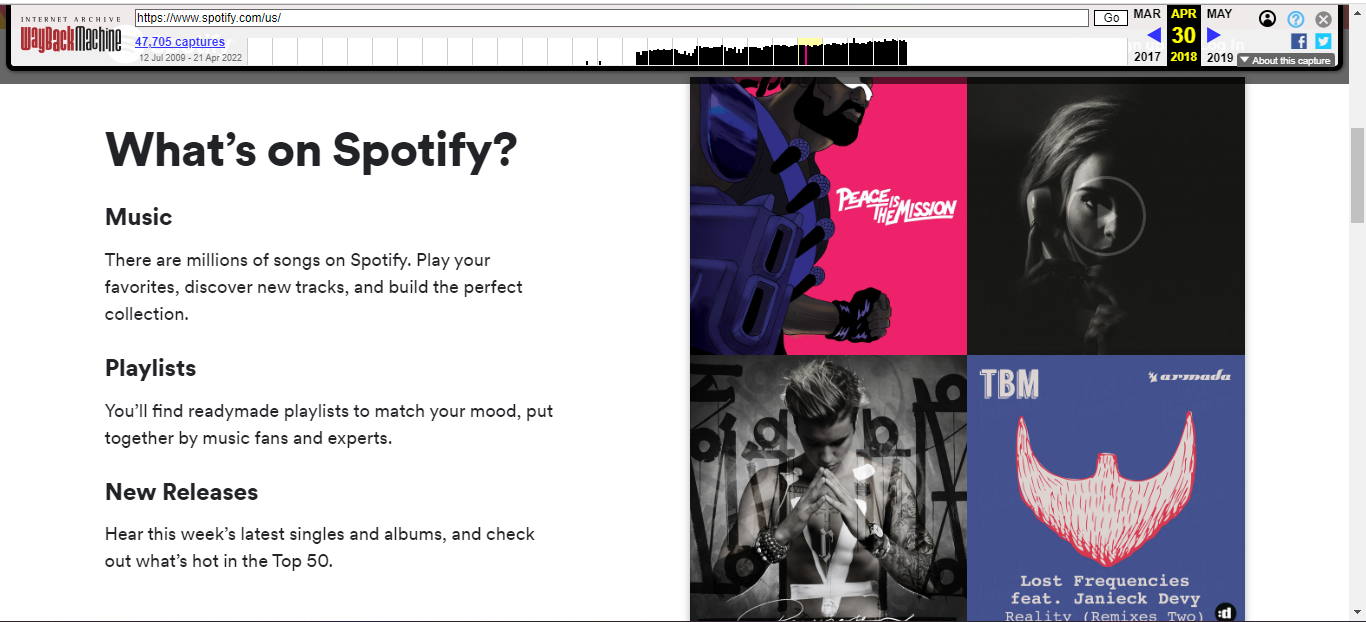 INTERNET ARCHIVE
WayBackMachine
https://www.spotify.com/us/
Go
47,705 captures
12 Jul 2009 - 21 Apr 2022
MAR
APR
MAY
30
2017
2018
2019
f
About this capture
What's on Spotify?
Music
There are millions of songs on Spotify. Play your
favorites, discover new tracks, and build the perfect
collection.
Playlists
You'll find readymade playlists to match your mood, put
together by music fans and experts.
New Releases
Hear this week's latest singles and albums, and check
out what's hot in the Top 50.
PEACE IS
THE MISSION
TBM
armada
Lost Frequencies
feat. Janieck Devy
Reality (Remixes Two)
:d